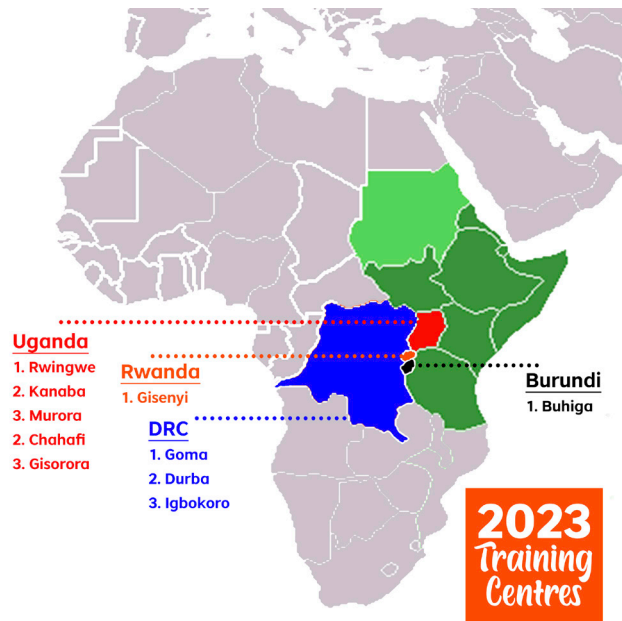 Uganda
1. Rwingwe
2. Kanaba
3. Murora
2. Chahafi
3. Gisorora
Rwanda
1. Gisenyi
DRC
1. Goma
2. Durba
3. Igbokoro
Burundi
1. Buhiga
2023
Training
Centres